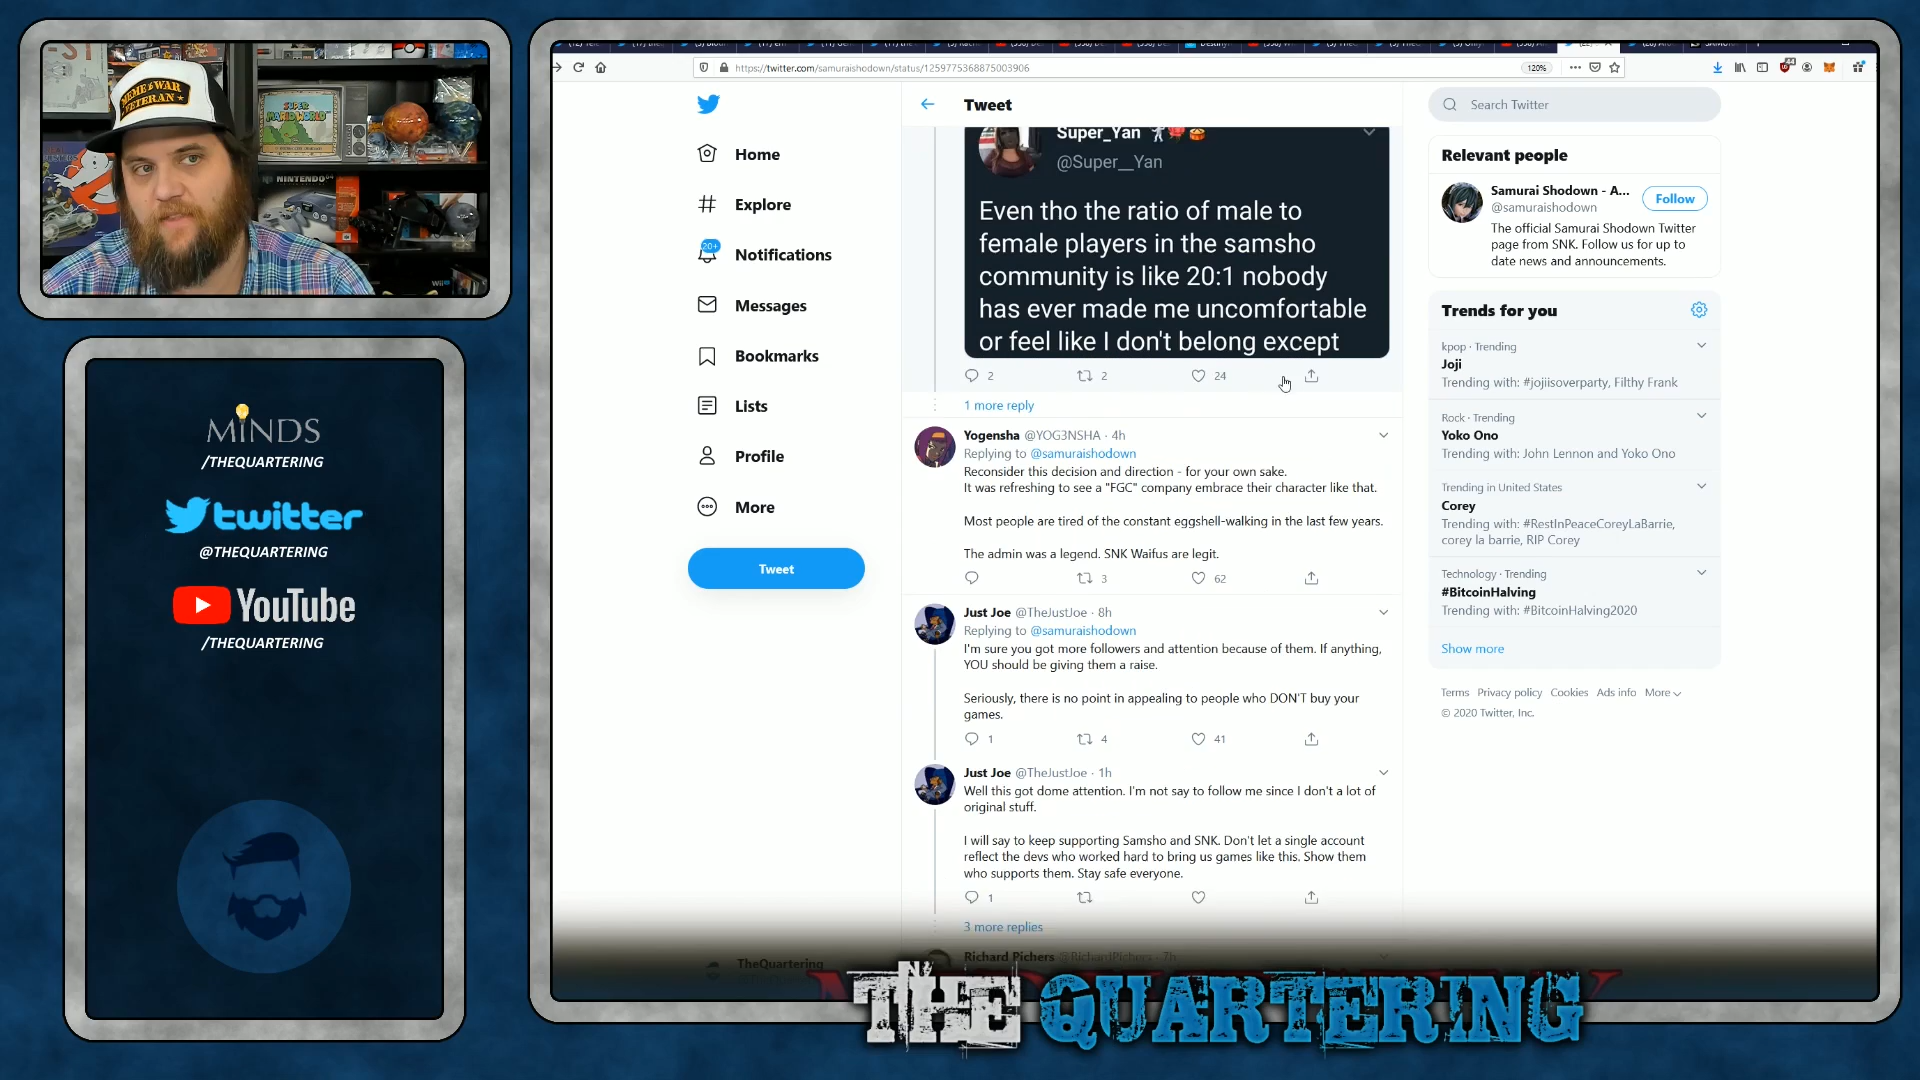 MEME WAR
VETERAN
SUPER
MARIO WORLD
NINTENDO
MINDS
/THEQUARTERING
twitter
@THEQUARTERING
YouTube
/THEQUARTERING
https://twitter.com/samuraishodown/status/1259775368875003906
120%
Home
Explore
20+
Notifications
Messages
Bookmarks
Lists
Profile
More
Tweet
TheQuartering
Tweet
Super_Yan
@Super__Yan
Even tho the ratio of male to
female players in the samsho
community is like 20:1 nobody
has ever made me uncomfortable
or feel like I don't belong except
2 2 24
1 more reply
Yogensha @YOG3NSHA · 4h
Replying to @samuraishodown
Reconsider this decision and direction - for your own sake.
It was refreshing to see a "FGC" company embrace their character like that.
Most people are tired of the constant eggshell-walking in the last few years.
The admin was a legend. SNK Waifus are legit.
3 62
Just Joe @TheJustJoe · 8h
Replying to @samuraishodown
I'm sure you got more followers and attention because of them. If anything,
YOU should be giving them a raise.
Seriously, there is no point in appealing to people who DON'T buy your
games.
1 4 41
Just Joe @TheJustJoe · 1h
Well this got dome attention. I'm not say to follow me since I don't a lot of
original stuff.
I will say to keep supporting Samsho and SNK. Don't let a single account
reflect the devs who worked hard to bring us games like this. Show them
who supports them. Stay safe everyone.
1
3 more replies
Richard Pichers @RichardPichers · 7h
Search Twitter
Relevant people
Samurai Shodown - A...
@samuraishodown
Follow
The official Samurai Shodown Twitter
page from SNK. Follow us for up to
date news and announcements.
Trends for you
kpop · Trending
Joji
Trending with: #jojiisoverparty, Filthy Frank
Rock · Trending
Yoko Ono
Trending with: John Lennon and Yoko Ono
Trending in United States
Corey
Trending with: #RestInPeaceCoreyLaBarrie,
corey la barrie, RIP Corey
Technology · Trending
#BitcoinHalving
Trending with: #BitcoinHalving2020
Show more
Terms Privacy policy Cookies Ads info More
© 2020 Twitter, Inc.
THE QUARTERING